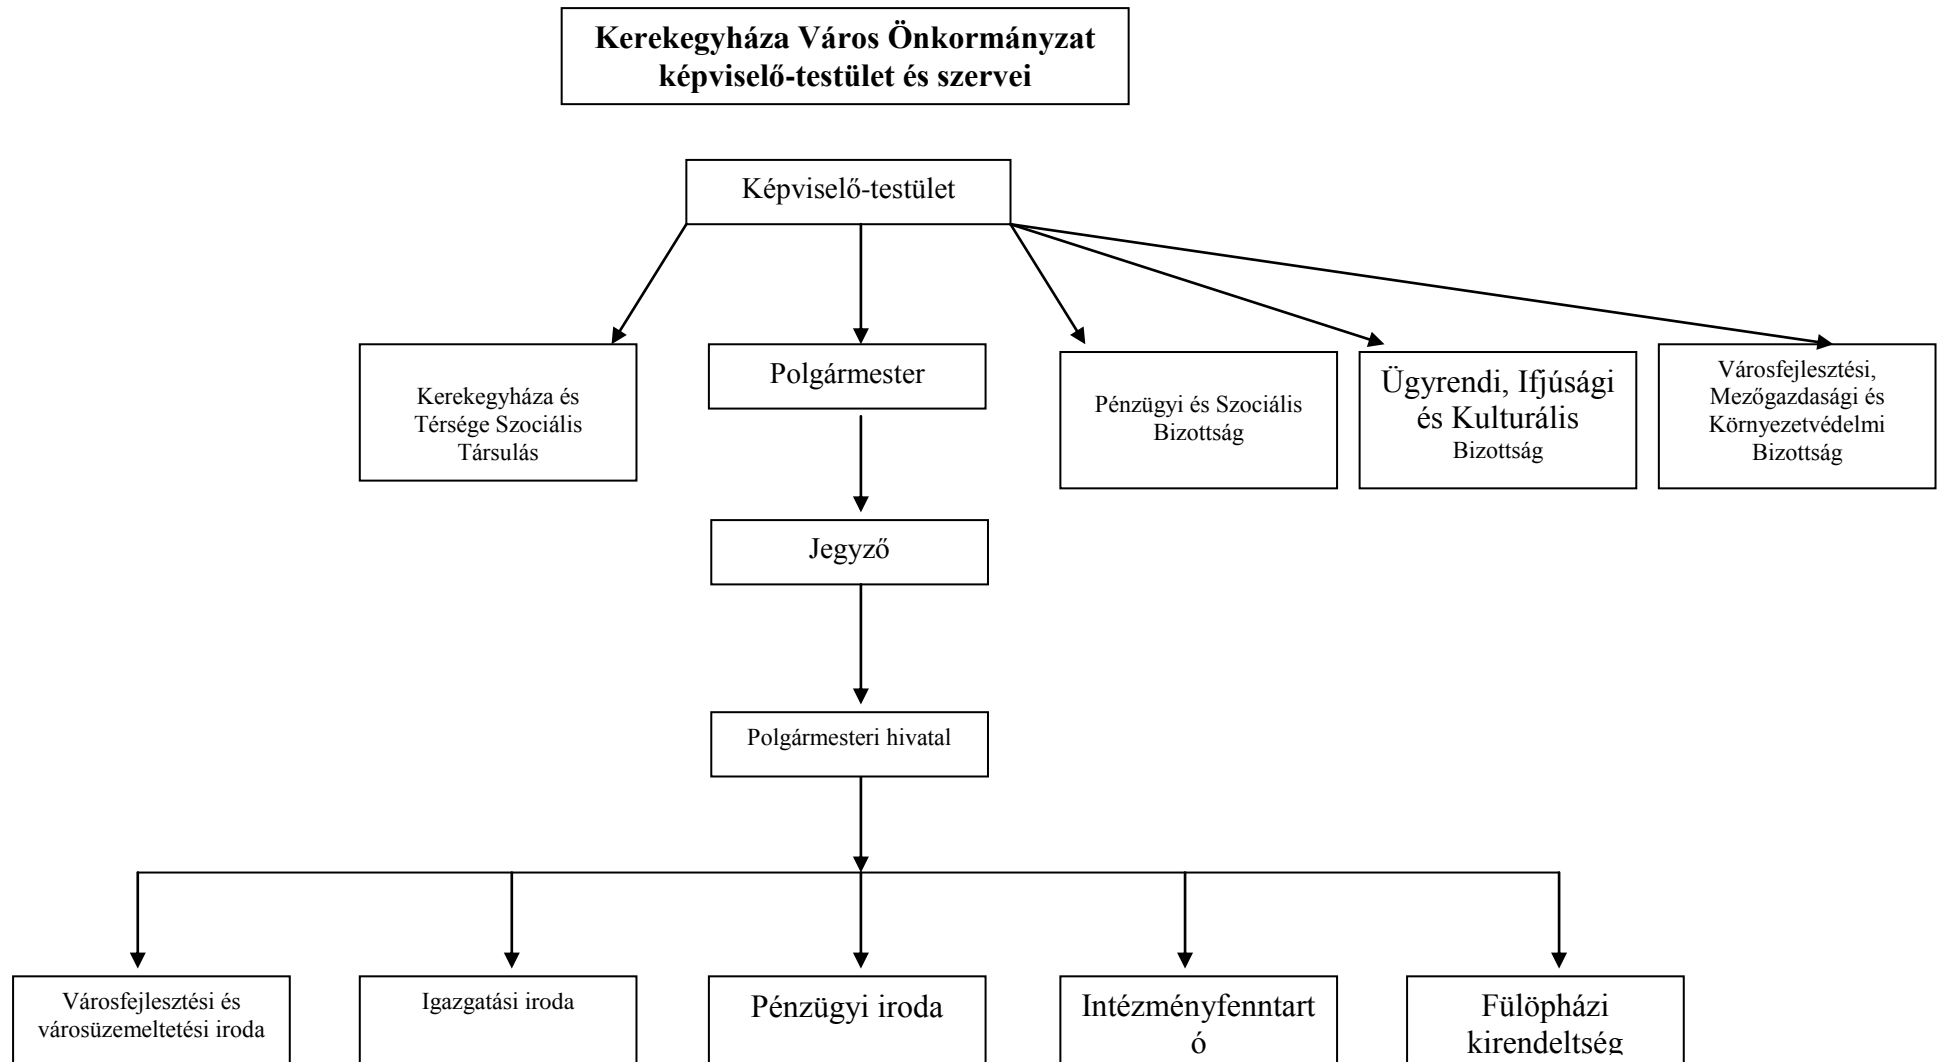 Kerekegyháza Város Önkormányzat
képviselő-testület és szervei
Képviselő-testület
Kerekegyháza és
Térsége Szociális
Társulás
Polgármester
Pénzügyi és Szociális
Bizottság
Ügyrendi, Ifjúsági
és Kulturális
Bizottság
Városfejlesztési,
Mezőgazdasági és
Környezetvédelmi
Bizottság
Jegyző
Polgármesteri hivatal
Városfejlesztési és
városüzemeltetési iroda
Igazgatási iroda
Pénzügyi iroda
Intézményfenntart
ó
Fülöpházi
kirendeltség